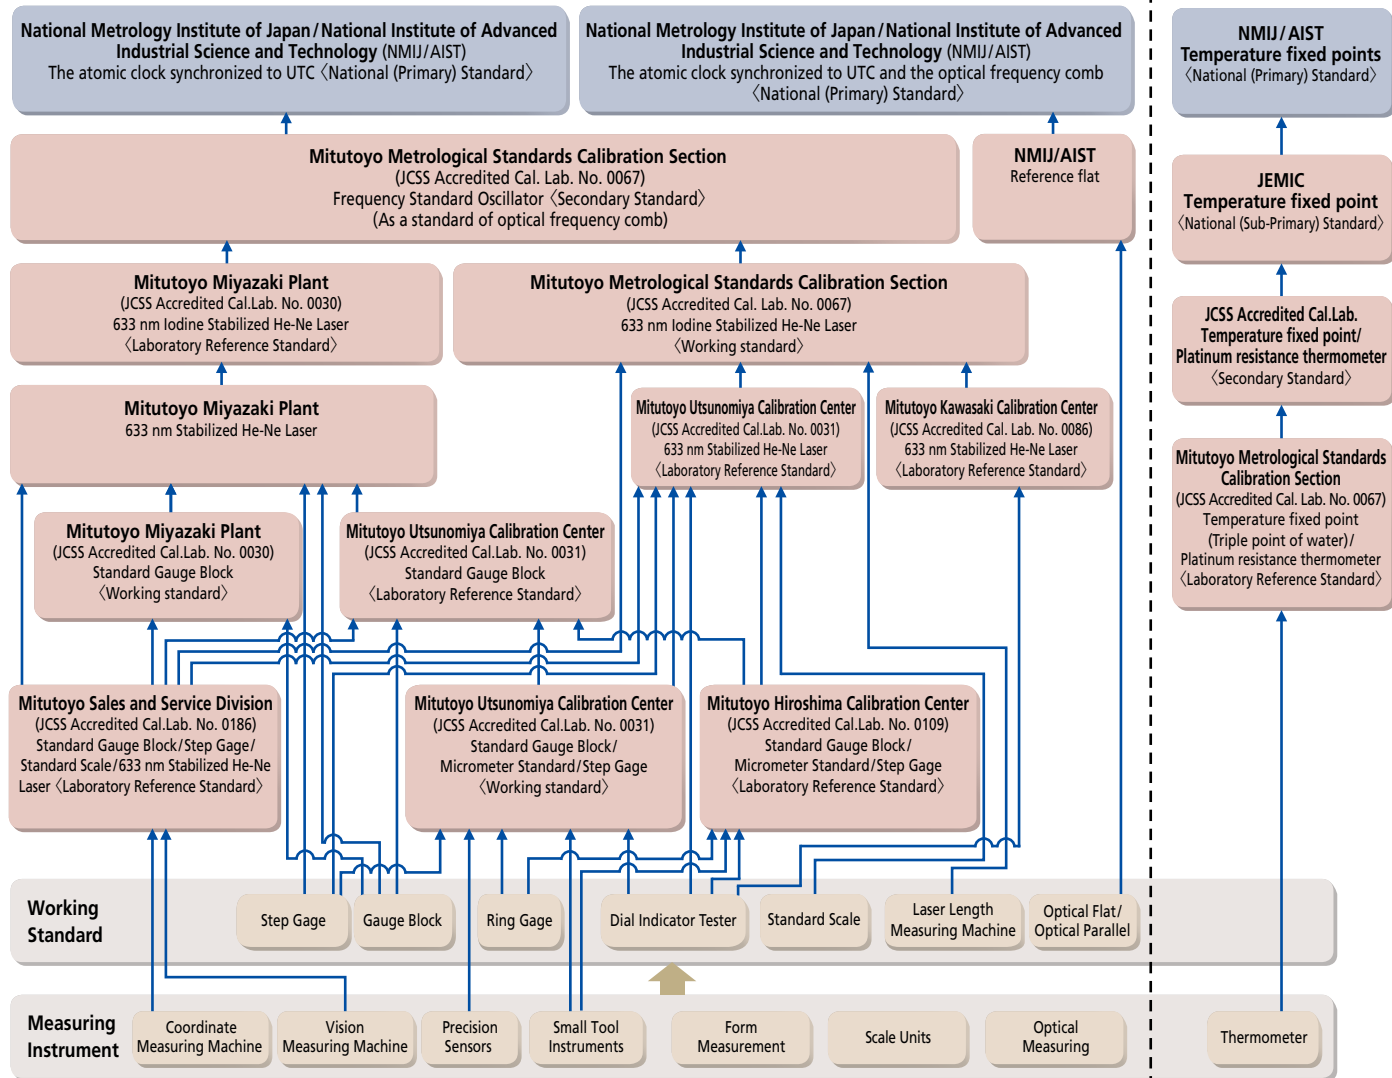 National Metrology Institute of Japan/National Institute of Advanced
Industrial Science and Technology (NMIJ/AIST)
The atomic clock synchronized to UTC〈National (Primary) Standard〉
National Metrology Institute of Japan/National Institute of Advanced
Industrial Science and Technology (NMIJ/AIST)
The atomic clock synchronized to UTC and the optical frequency comb
〈National (Primary) Standard〉
NMIJ/AIST
Temperature fixed points
〈National (Primary) Standard〉
Mitutoyo Metrological Standards Calibration Section
(JCSS Accredited Cal. Lab. No. 0067)
Frequency Standard Oscillator〈Secondary Standard〉
(As a standard of optical frequency comb)
NMIJ/AIST
Reference flat
JEMIC
Temperature fixed point
〈National (Sub-Primary) Standard〉
Mitutoyo Miyazaki Plant
(JCSS Accredited Cal.Lab. No. 0030)
633 nm Iodine Stabilized He-Ne Laser
〈Laboratory Reference Standard〉
Mitutoyo Metrological Standards Calibration Section
(JCSS Accredited Cal. Lab. No. 0067)
633 nm Iodine Stabilized He-Ne Laser
〈Working standard〉
JCSS Accredited Cal.Lab.
Temperature fixed point/
Platinum resistance thermometer
〈Secondary Standard〉
Mitutoyo Miyazaki Plant
633 nm Stabilized He-Ne Laser
Mitutoyo Utsunomiya Calibration Center
(JCSS Accredited Cal.Lab. No. 0031)
633 nm Stabilized He-Ne Laser
〈Laboratory Reference Standard〉
Mitutoyo Kawasaki Calibration Center
(JCSS Accredited Cal. Lab. No. 0086)
633 nm Stabilized He-Ne Laser
〈Laboratory Reference Standard〉
Mitutoyo Metrological Standards
Calibration Section
(JCSS Accredited Cal. Lab. No. 0067)
Temperature fixed point
(Triple point of water)/
Platinum resistance thermometer
〈Laboratory Reference Standard〉
Mitutoyo Miyazaki Plant
(JCSS Accredited Cal.Lab. No. 0030)
Standard Gauge Block
〈Working standard〉
Mitutoyo Utsunomiya Calibration Center
(JCSS Accredited Cal.Lab. No. 0031)
Standard Gauge Block
〈Laboratory Reference Standard〉
Mitutoyo Sales and Service Division
(JCSS Accredited Cal.Lab. No. 0186)
Standard Gauge Block/Step Gage/
Standard Scale/633 nm Stabilized He-Ne
Laser〈Laboratory Reference Standard〉
Mitutoyo Utsunomiya Calibration Center
(JCSS Accredited Cal.Lab. No. 0031)
Standard Gauge Block/
Micrometer Standard/Step Gage
〈Working standard〉
Mitutoyo Hiroshima Calibration Center
(JCSS Accredited Cal.Lab. No. 0109)
Standard Gauge Block/
Micrometer Standard/Step Gage
〈Laboratory Reference Standard〉
Working
Standard
Step Gage
Gauge Block
Ring Gage
Dial Indicator Tester
Standard Scale
Laser Length
Measuring Machine
Optical Flat/
Optical Parallel
Measuring
Instrument
Coordinate
Measuring Machine
Vision
Measuring Machine
Precision
Sensors
Small Tool
Instruments
Form
Measurement
Scale Units
Optical
Measuring
Thermometer